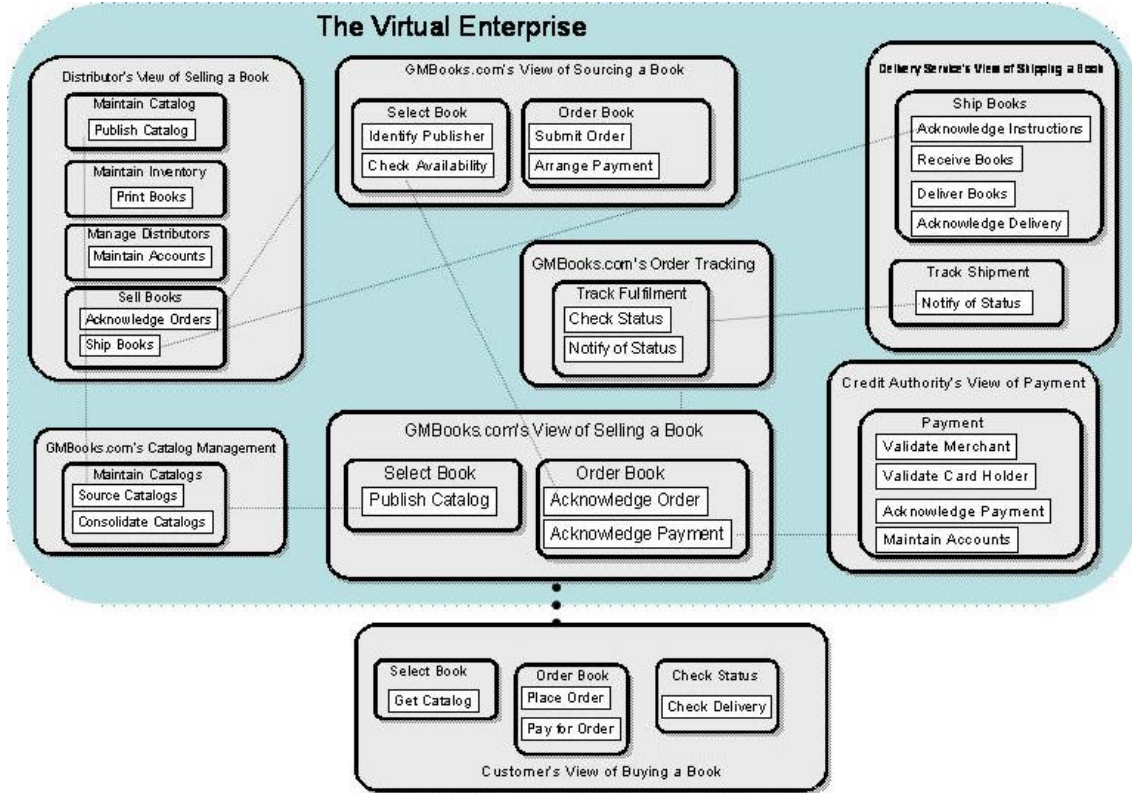 The Virtual Enterprise
Distributor's View of Selling a Book
Maintain Catalog
Publish Catalog
Maintain Inventory
Print Books
Manage Distributors
Maintain Accounts
Sell Books
Acknowledge Orders
Ship Books
GMBooks.com's View of Sourcing a Book
Select Book
Identify Publisher
Check Availability
Order Book
Submit Order
Arrange Payment
Delivery Service's View of Shipping a Book
Ship Books
Acknowledge Instructions
Receive Books
Deliver Books
Acknowledge Delivery
Track Shipment
Notify of Status
GMBooks.com's Order Tracking
Track Fulfilment
Check Status
Notify of Status
GMBooks.com's Catalog Management
Maintain Catalogs
Source Catalogs
Consolidate Catalogs
GMBooks.com's View of Selling a Book
Select Book
Publish Catalog
Order Book
Acknowledge Order
Acknowledge Payment
Credit Authority's View of Payment
Payment
Validate Merchant
Validate Card Holder
Acknowledge Payment
Maintain Accounts
Select Book
Get Catalog
Order Book
Place Order
Pay for Order
Check Status
Check Delivery
Customer's View of Buying a Book